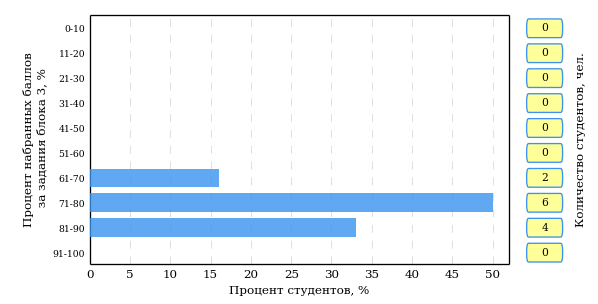 Процент набранных баллов
за задания блока 3, %
0-10 0
11-20 0
21-30 0
31-40 0
41-50 0
51-60 0
61-70 2
71-80 6
81-90 4
91-100 0
0 5 10 15 20 25 30 35 40 45 50
Процент студентов, %
Количество студентов, чел.